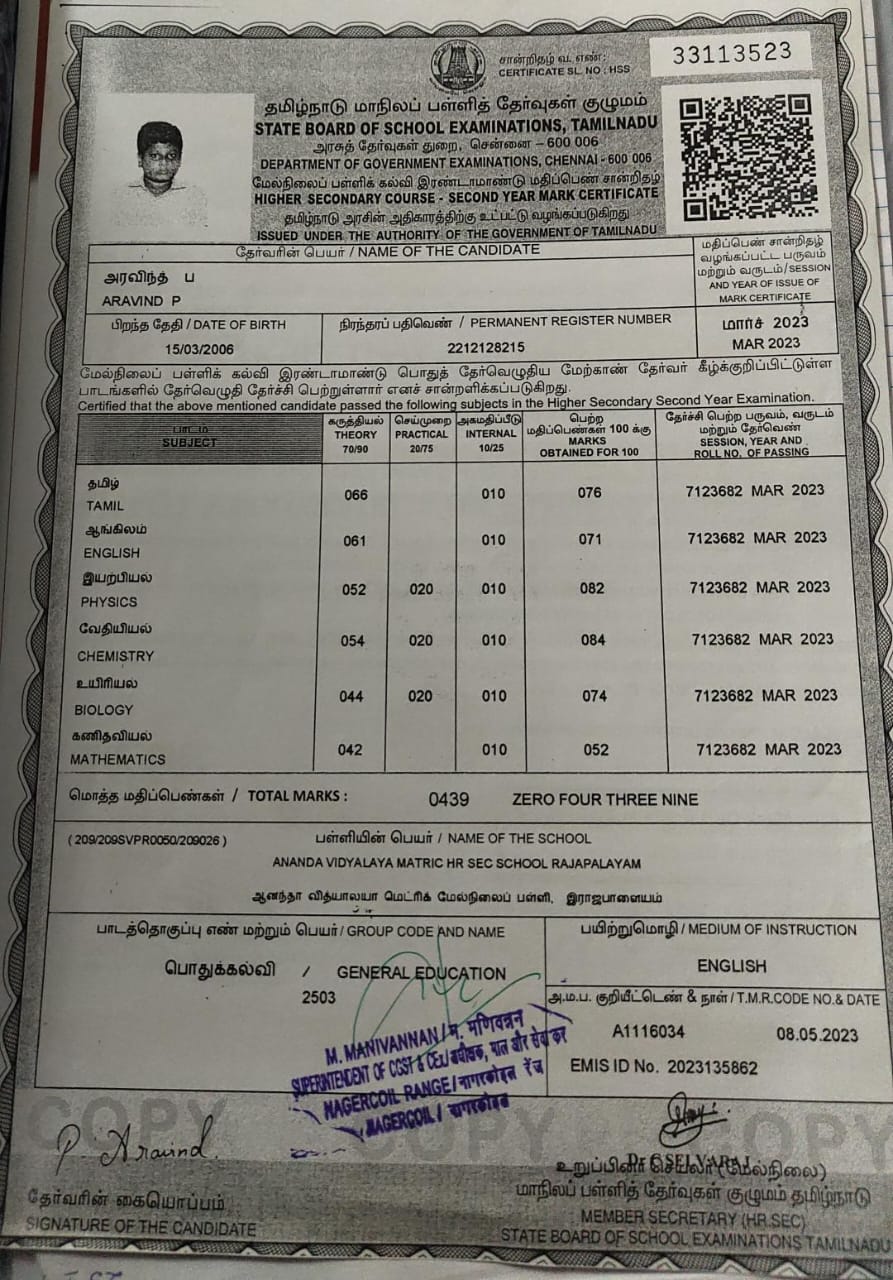 சான்றிதழ் வ. எண்:
CERTIFICATE SL. NO : HSS
33113523
தமிழ்நாடு மாநிலப் பள்ளித் தேர்வுகள் குழுமம்
STATE BOARD OF SCHOOL EXAMINATIONS, TAMILNADU
அரசுத் தேர்வுகள் துறை, சென்னை – 600 006
DEPARTMENT OF GOVERNMENT EXAMINATIONS, CHENNAI - 600 006
மேல்நிலைப் பள்ளிக் கல்வி இரண்டாமாண்டு மதிப்பெண் சான்றிதழ்
HIGHER SECONDARY COURSE - SECOND YEAR MARK CERTIFICATE
தமிழ்நாடு அரசின் அதிகாரத்திற்கு உட்பட்டு வழங்கப்படுகிறது
ISSUED UNDER THE AUTHORITY OF THE GOVERNMENT OF TAMILNADU
தேர்வரின் பெயர் / NAME OF THE CANDIDATE
அரவிந்த் ப
ARAVIND P
மதிப்பெண் சான்றிதழ்
வழங்கப்பட்ட பருவம்
மற்றும் வருடம்/SESSION
AND YEAR OF ISSUE OF
MARK CERTIFICATE
பிறந்த தேதி / DATE OF BIRTH
15/03/2006
நிரந்தரப் பதிவெண் / PERMANENT REGISTER NUMBER
2212128215
மார்ச் 2023
MAR 2023
மேல்நிலைப் பள்ளிக் கல்வி இரண்டாமாண்டு பொதுத் தேர்வெழுதிய மேற்காண் தேர்வர் கீழ்க்குறிப்பிட்டுள்ள
பாடங்களில் தேர்வெழுதி தேர்ச்சி பெற்றுள்ளார் எனச் சான்றளிக்கப்படுகிறது.
Certified that the above mentioned candidate passed the following subjects in the Higher Secondary Second Year Examination.
பாடம்
SUBJECT
கருத்தியல்
THEORY
70/90
செய்முறை
PRACTICAL
20/75
அகமதிப்பீடு
INTERNAL
10/25
பெற்ற
மதிப்பெண்கள் 100 க்கு
MARKS
OBTAINED FOR 100
தேர்ச்சி பெற்ற பருவம், வருடம்
மற்றும் தேர்வெண்
SESSION, YEAR AND
ROLL NO. OF PASSING
தமிழ்
TAMIL 066 010 076 7123682 MAR 2023
ஆங்கிலம்
ENGLISH 061 010 071 7123682 MAR 2023
இயற்பியல்
PHYSICS 052 020 010 082 7123682 MAR 2023
வேதியியல்
CHEMISTRY 054 020 010 084 7123682 MAR 2023
உயிரியல்
BIOLOGY 044 020 010 074 7123682 MAR 2023
கணிதவியல்
MATHEMATICS 042 010 052 7123682 MAR 2023
மொத்த மதிப்பெண்கள் / TOTAL MARKS : 0439 ZERO FOUR THREE NINE
( 209/209SVPR0050/209026 ) பள்ளியின் பெயர் / NAME OF THE SCHOOL
ANANDA VIDYALAYA MATRIC HR SEC SCHOOL RAJAPALAYAM
ஆனந்தா வித்யாலயா மெட்ரிக் மேல்நிலைப் பள்ளி, இராஜபாளையம்
பாடத்தொகுப்பு எண் மற்றும் பெயர்/ GROUP CODE AND NAME
பொதுக்கல்வி / GENERAL EDUCATION
2503
பயிற்றுமொழி / MEDIUM OF INSTRUCTION
ENGLISH
அ.ம.ப. குறியீட்டெண் & நாள்/ T.M.R.CODE NO.& DATE
A1116034 08.05.2023
EMIS ID No. 2023135862
M. MANIVANNAN/म. मणिवन्नन
SUPERINTENDENT OF CGST & CEx/अधीक्षक, माल और सेवा कर
NAGERCOIL RANGE/नागरकोइल रेंज
NAGERCOIL/नागरकोइल
COPY COPY COPY
P. Aravind.
தேர்வரின் கையொப்பம்
SIGNATURE OF THE CANDIDATE
உறுப்பினர் செயலர் (மேல்நிலை)
மாநிலப் பள்ளித் தேர்வுகள் குழுமம் தமிழ்நாடு
MEMBER SECRETARY (HR.SEC)
STATE BOARD OF SCHOOL EXAMINATIONS TAMILNADU